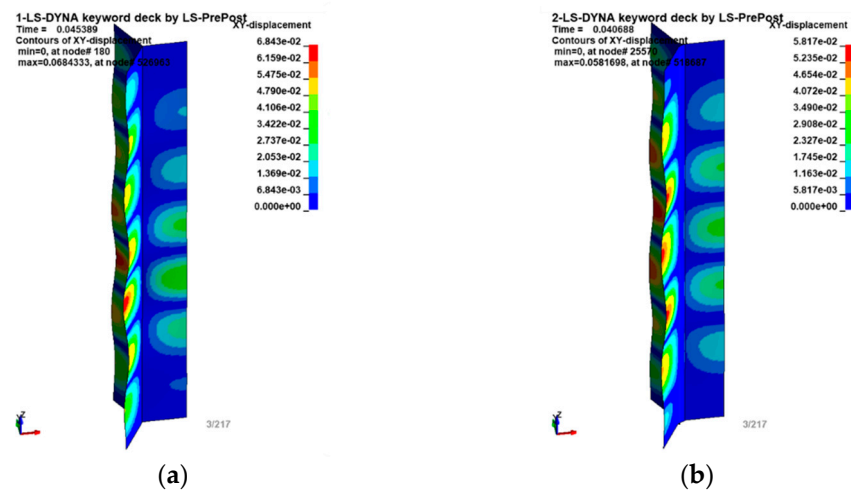 1-LS-DYNA keyword deck by LS-PrePost
Time = 0.045389
Contours of XY-displacement
min=0, at node# 180
max=0.0684333, at node#
XY-displacement
6.843e-02
6.159e-02
5.475e-02
4.790e-02
4.106e-02
3.422e-02
2.737e-02
2.053e-02
1.369e-02
6.843e-03
0.000e+00
Z
3/217
(a)
2-LS-DYNA keyword deck by LS-PrePost
Time = 0.040688
Contours of XY-displacement
min=0, at node# 25570
max=0.0581698, at node#
XY-displacement
5.817e-02
5.235e-02
4.654e-02
4.072e-02
3.490e-02
2.908e-02
2.327e-02
1.745e-02
1.163e-02
5.817e-03
0.000e+00
Z
3/217
(b)